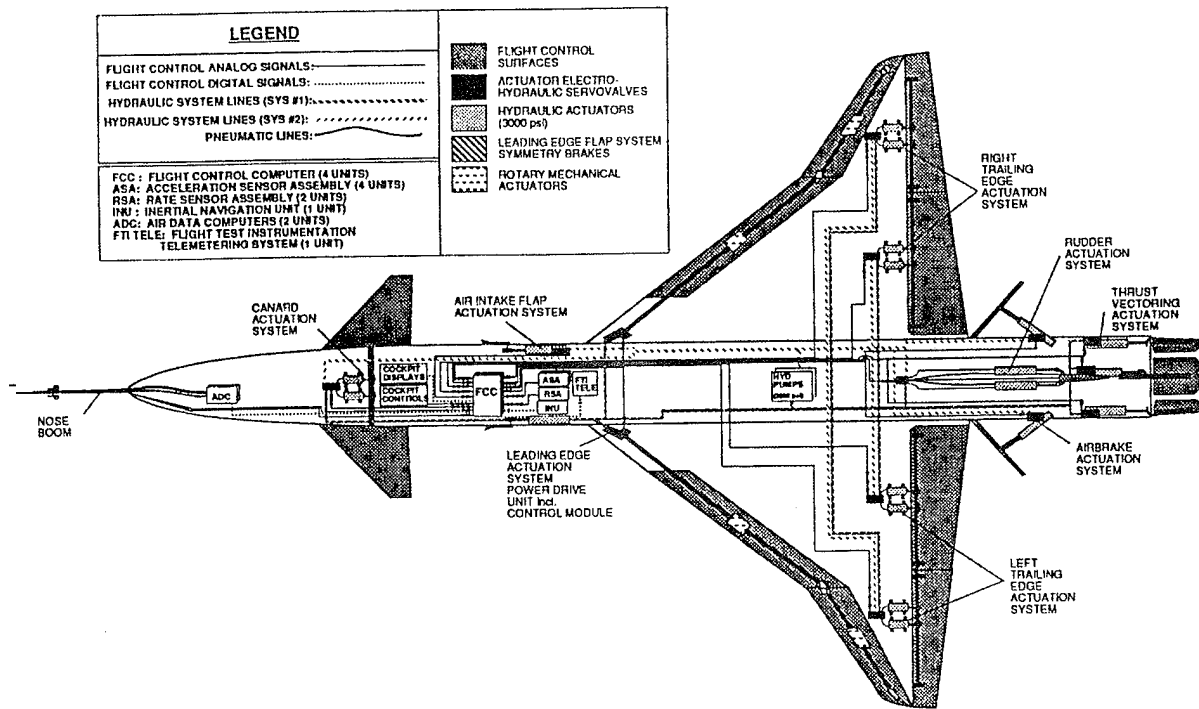 LEGEND
FLIGHT CONTROL ANALOG SIGNALS:
FLIGHT CONTROL DIGITAL SIGNALS:
HYDRAULIC SYSTEM LINES (SYS #1):
HYDRAULIC SYSTEM LINES (SYS #2):
PNEUMATIC LINES:
FCC : FLIGHT CONTROL COMPUTER (4 UNITS)
ASA: ACCELERATION SENSOR ASSEMBLY (4 UNITS)
RSA: RATE SENSOR ASSEMBLY (2 UNITS)
INU : INERTIAL NAVIGATION UNIT (1 UNIT)
ADC: AIR DATA COMPUTERS (2 UNITS)
FTI TELE: FLIGHT TEST INSTRUMENTATION
TELEMETERING SYSTEM (1 UNIT)
FLIGHT CONTROL
SURFACES
ACTUATOR ELECTRO-
HYDRAULIC SERVOVALVES
HYDRAULIC ACTUATORS
(3000 psi)
LEADING EDGE FLAP SYSTEM
SYMMETRY BRAKES
ROTARY MECHANICAL
ACTUATORS
RIGHT
TRAILING
EDGE
ACTUATION
SYSTEM
RUDDER
ACTUATION
SYSTEM
THRUST
VECTORING
ACTUATION
SYSTEM
CANARD
ACTUATION
SYSTEM
AIR INTAKE FLAP
ACTUATION SYSTEM
NOSE
BOOM
ADC
COCKPIT
DISPLAYS
COCKPIT
CONTROLS
FCC
ASA
RSA
INU
FTI
TELE
HYD
PUMPS
LEADING EDGE
ACTUATION
SYSTEM
POWER DRIVE
UNIT incl.
CONTROL MODULE
AIRBRAKE
ACTUATION
SYSTEM
LEFT
TRAILING
EDGE
ACTUATION
SYSTEM